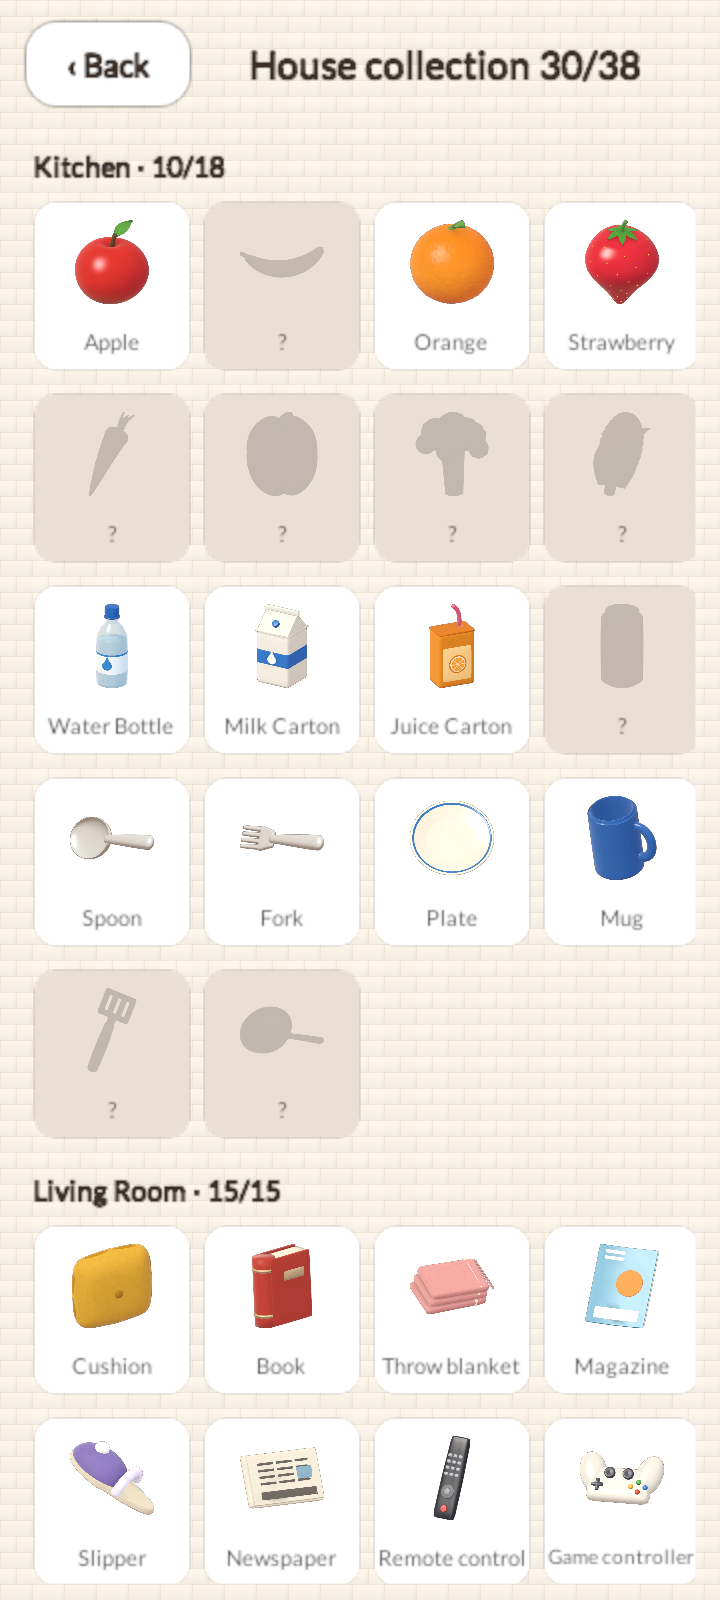 ‹ Back
House collection 30/38
Kitchen · 10/18
Apple
?
Orange
Strawberry
?
?
?
?
Water Bottle
Milk Carton
Juice Carton
?
Spoon
Fork
Plate
Mug
?
?
Living Room · 15/15
Cushion
Book
Throw blanket
Magazine
Slipper
Newspaper
Remote control
Game controller